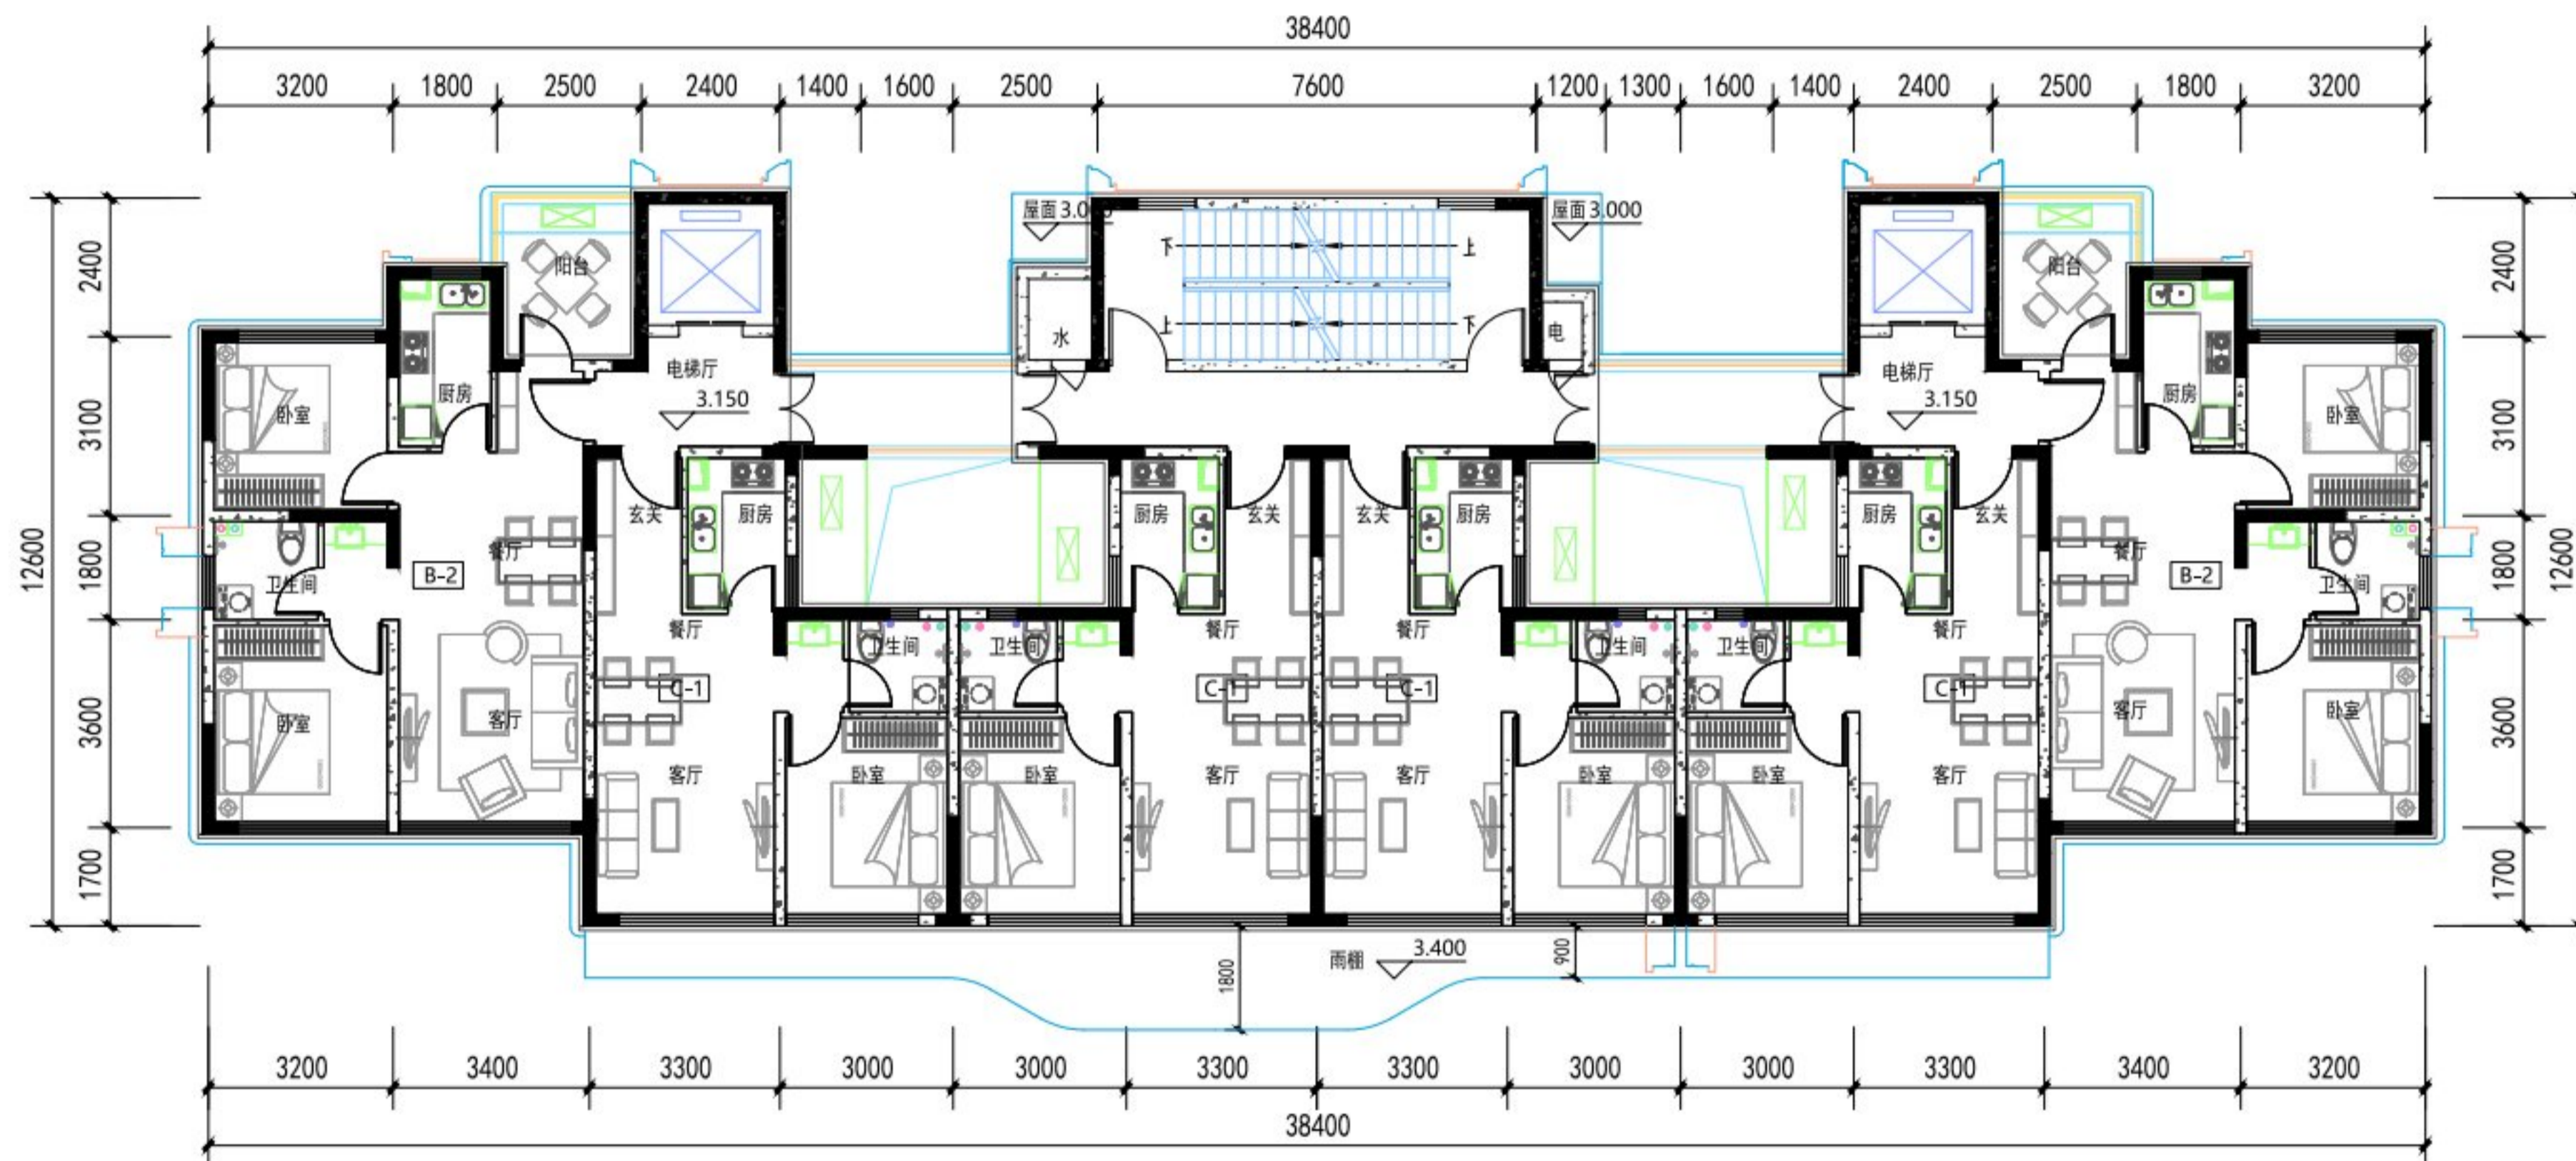 38400
3200 1800 2500 2400 1400 1600 2500 7600 1200 1300 1600 1400 2400 2500 1800 3200
屋面 3.000 屋面 3.000
下 上
阳台 阳台
2400 2400
上 下
水 电
电梯厅 电梯厅
3.150 3.150
厨房 厨房
卧室 卧室
3100 3100
玄关 厨房 厨房 玄关 玄关 厨房 厨房 玄关
餐厅 餐厅
12600 12600
1800 1800
卫生间 B-2 B-2 卫生间
餐厅 餐厅 餐厅 餐厅
卫生间 卫生间 卫生间 卫生间
C-1 C-1 C-1 C-1
3600 3600
卧室 客厅 客厅 卧室
客厅 卧室 卧室 客厅 客厅 卧室 卧室 客厅
1700 1700
1800 雨棚 3.400 900
3200 3400 3300 3000 3000 3300 3300 3000 3000 3300 3400 3200
38400